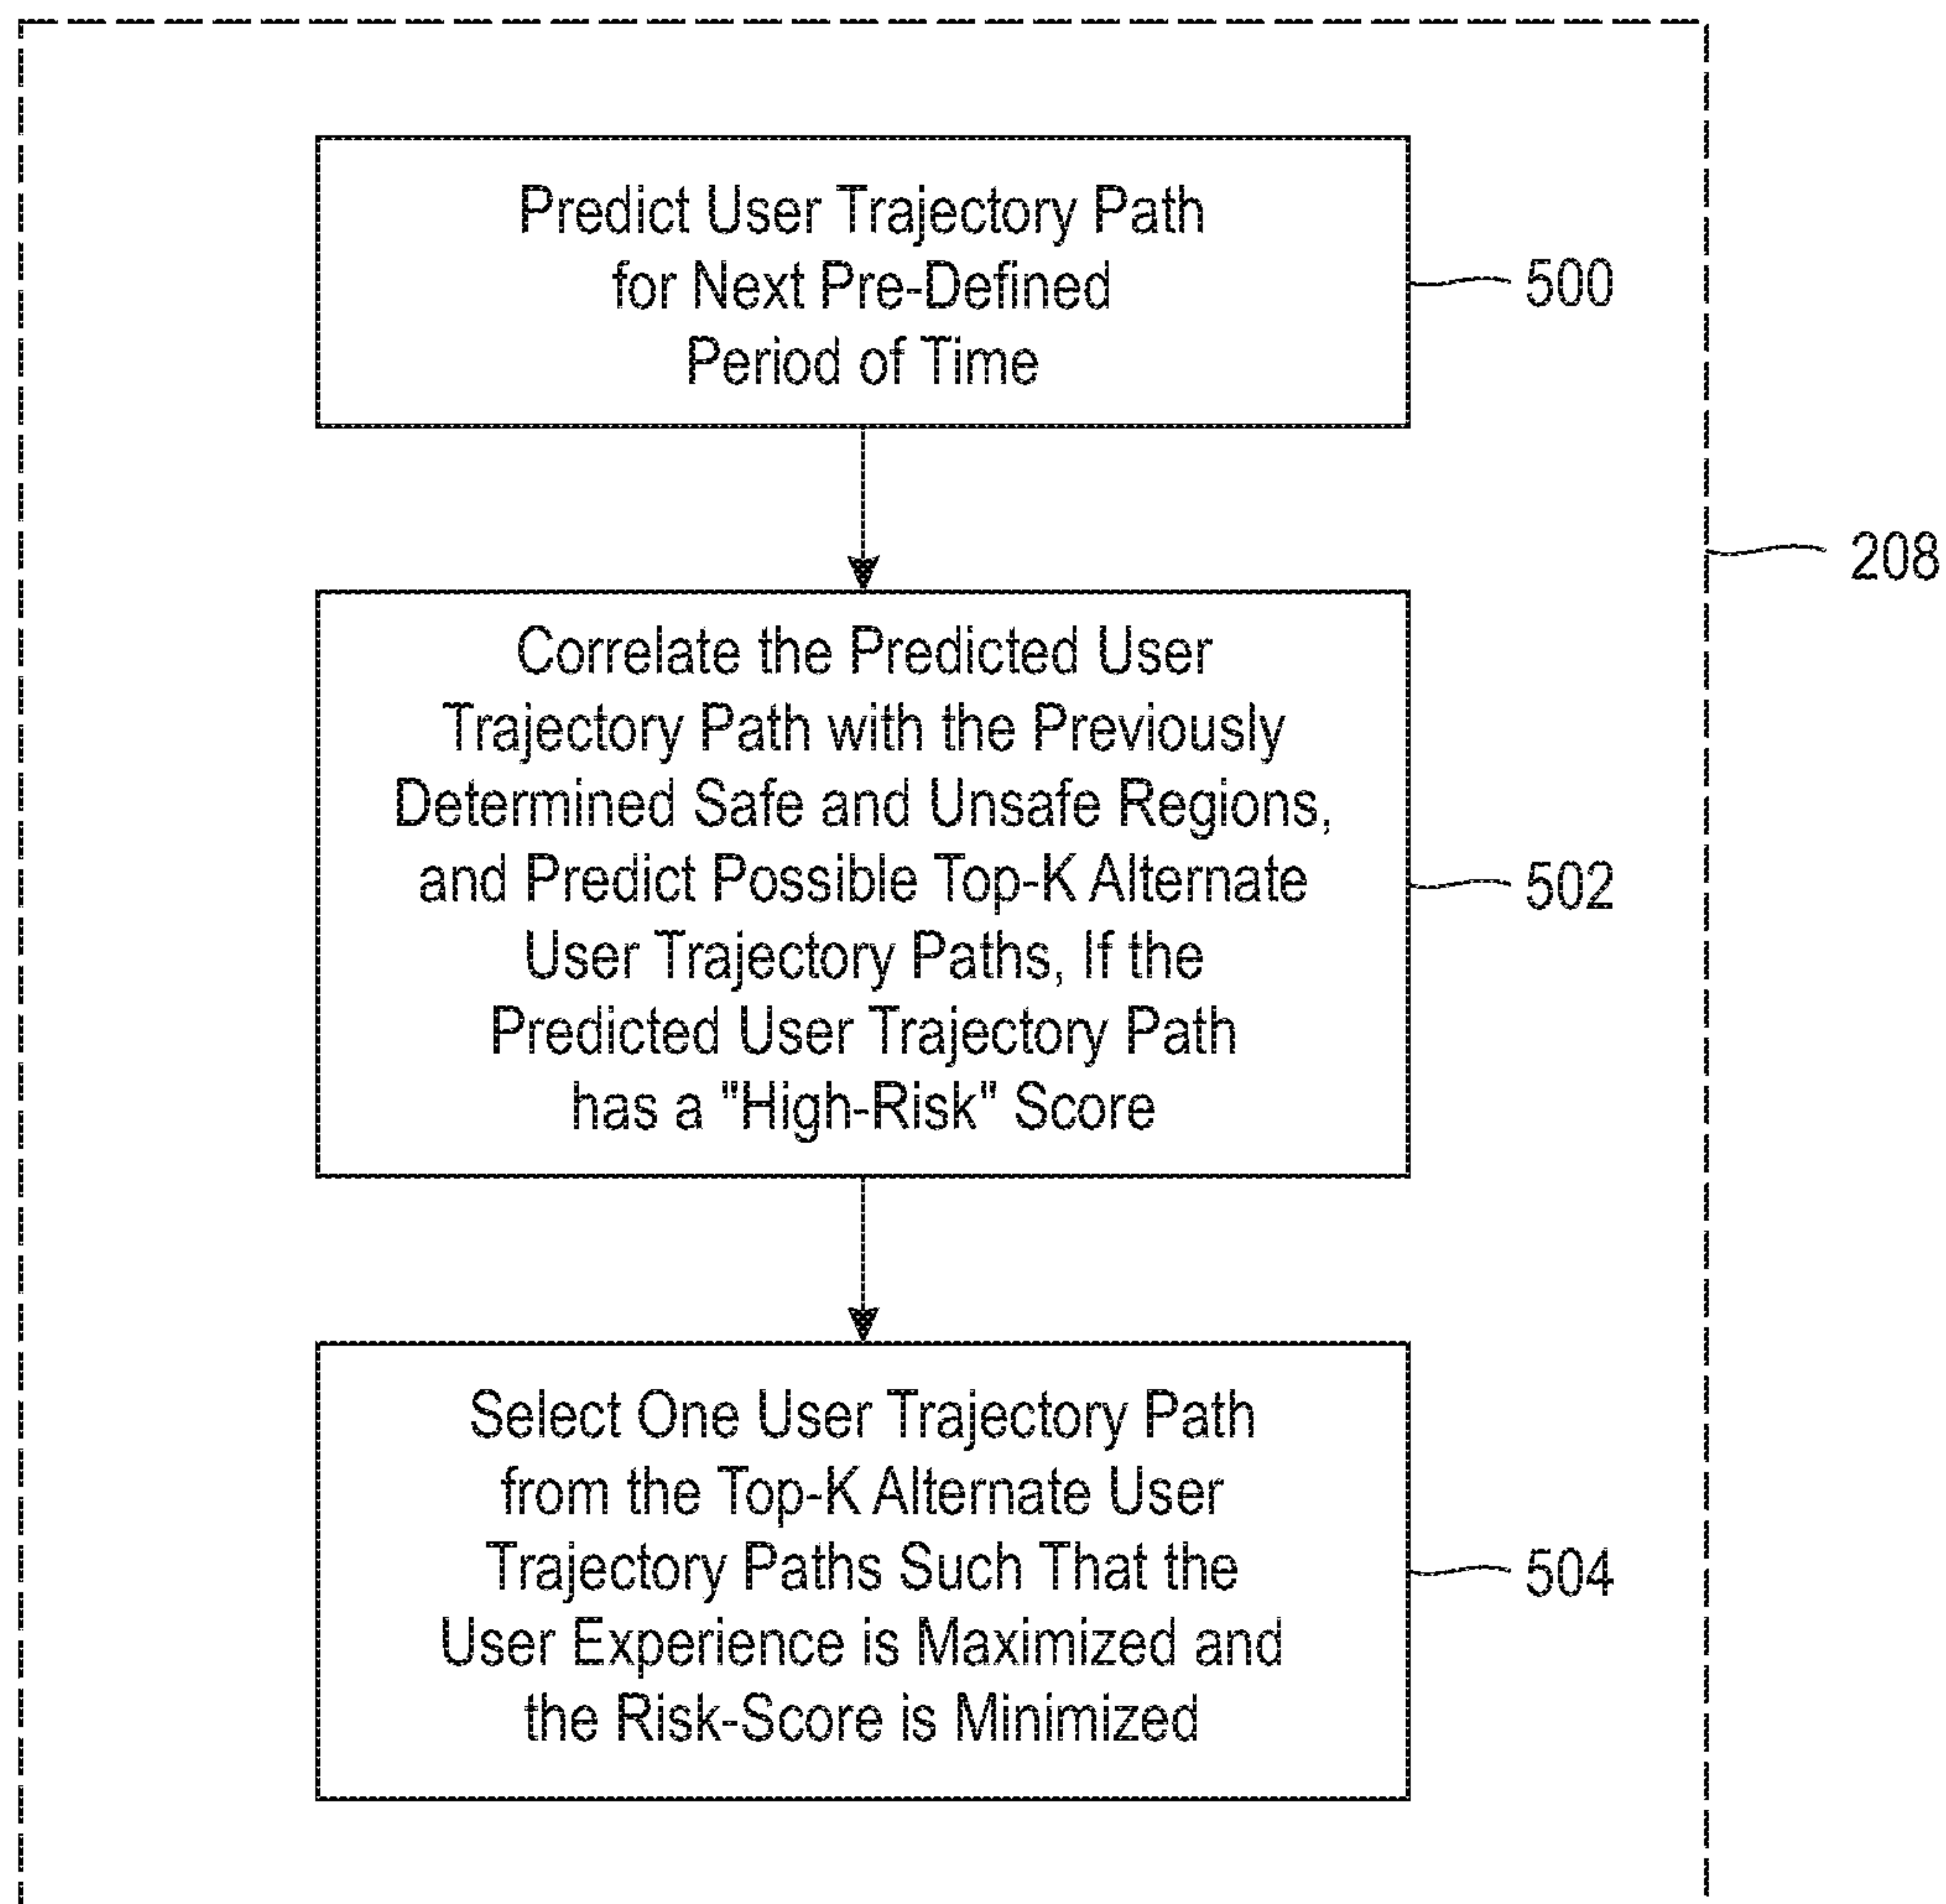 Predict User Trajectory Path
for Next Pre-Defined
Period of Time
500
208
Correlate the Predicted User
Trajectory Path with the Previously
Determined Safe and Unsafe Regions,
and Predict Possible Top-K Alternate
User Trajectory Paths, If the
Predicted User Trajectory Path
has a "High-Risk" Score
502
Select One User Trajectory Path
from the Top-K Alternate User
Trajectory Paths Such That the
User Experience is Maximized and
the Risk-Score is Minimized
504